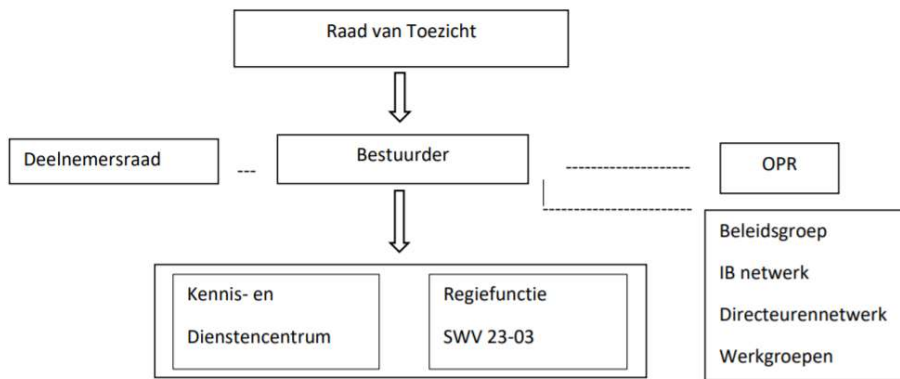 Raad van Toezicht
Deelnemersraad
Bestuurder
OPR
Beleidsgroep
IB netwerk
Directeurennetwerk
Werkgroepen
Kennis- en
Dienstencentrum
Regiefunctie
SWV 23-03